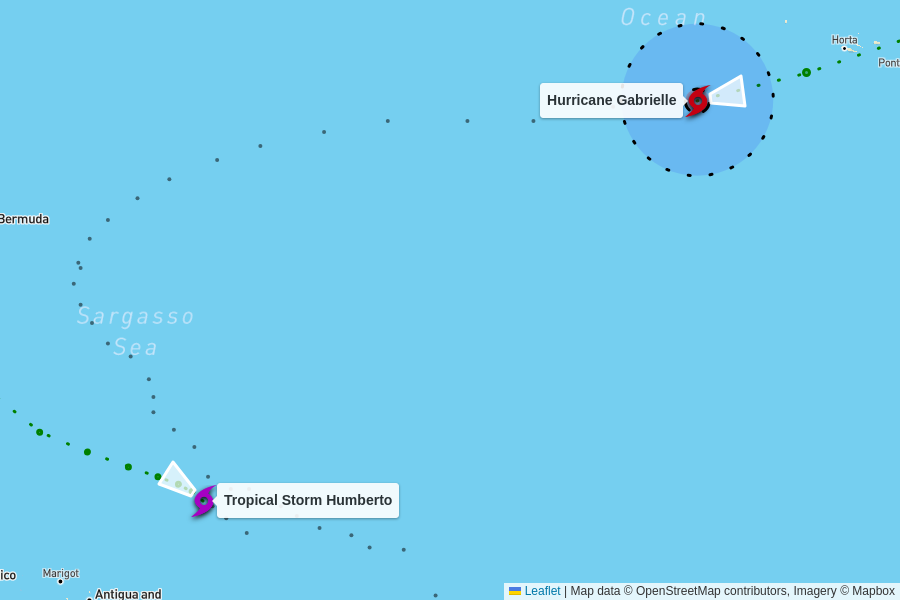 Ocean
Horta
Pont
Hurricane Gabrielle
Bermuda
Sargasso
Sea
Tropical Storm Humberto
ico
Marigot
Antigua and
Leaflet | Map data © OpenStreetMap contributors, Imagery © Mapbox